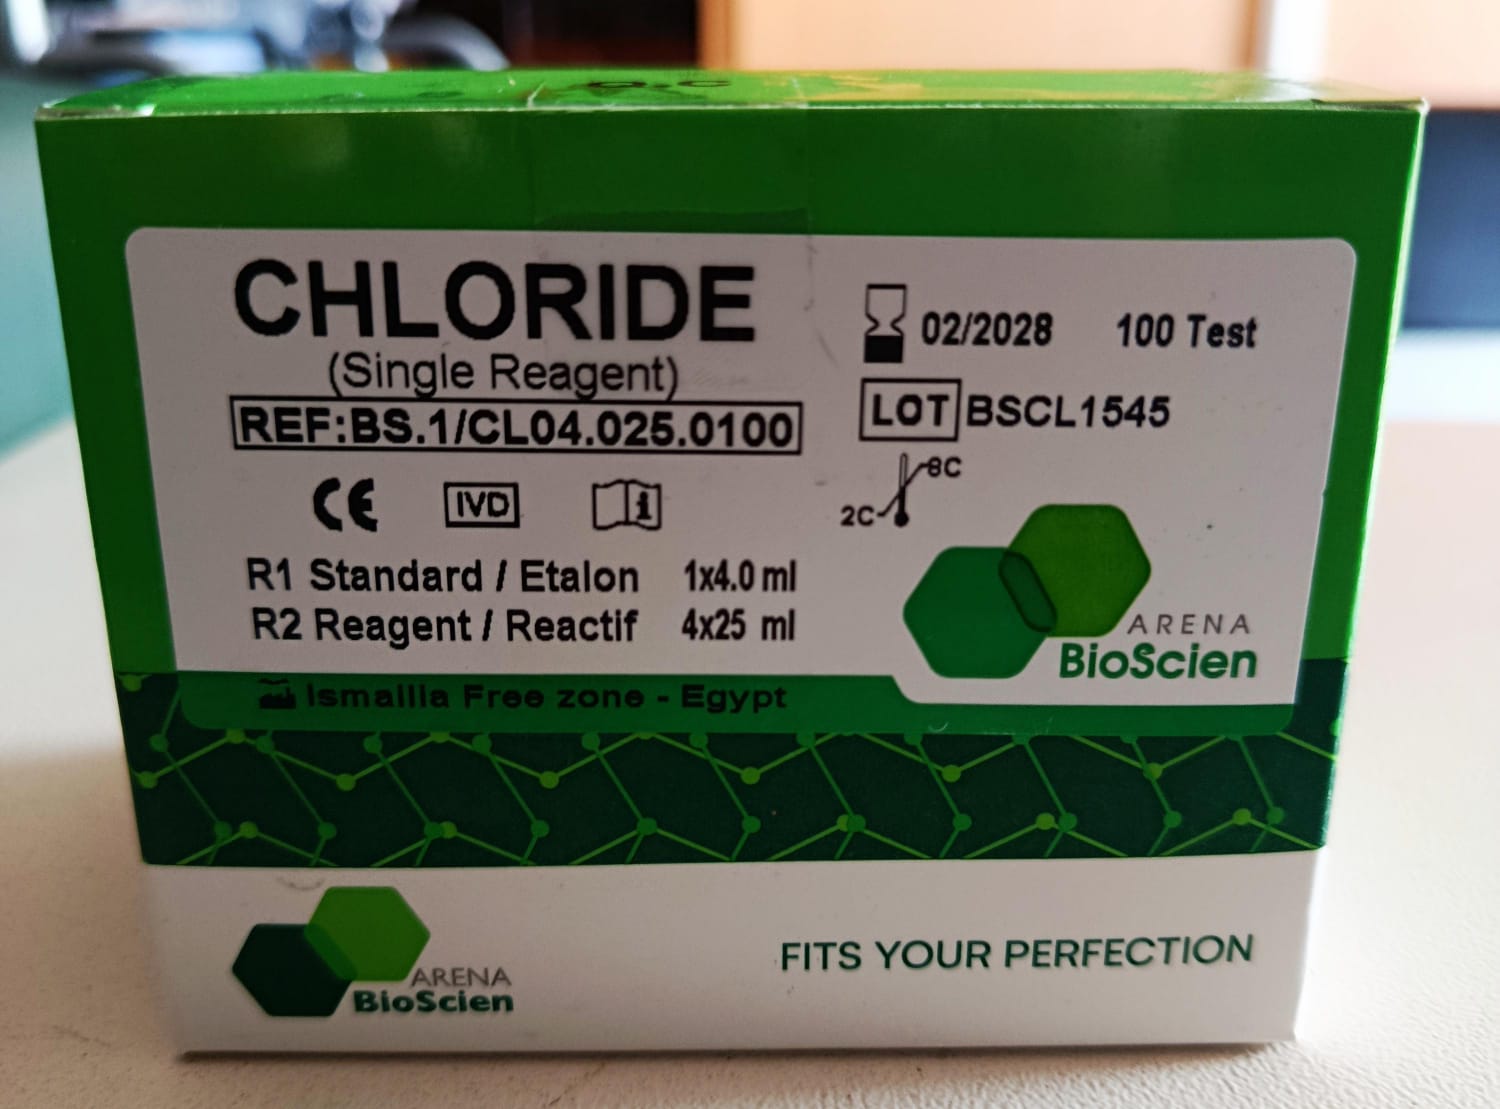 Q.C
CHLORIDE
(Single Reagent)
REF:BS.1/CL04.025.0100
02/2028 100 Test
LOT BSCL1545
8C
2C
CE IVD i
R1 Standard / Etalon 1x4.0 ml
R2 Reagent / Reactif 4x25 ml
ARENA
BioScien
Ismailia Free zone - Egypt
ARENA
BioScien
FITS YOUR PERFECTION